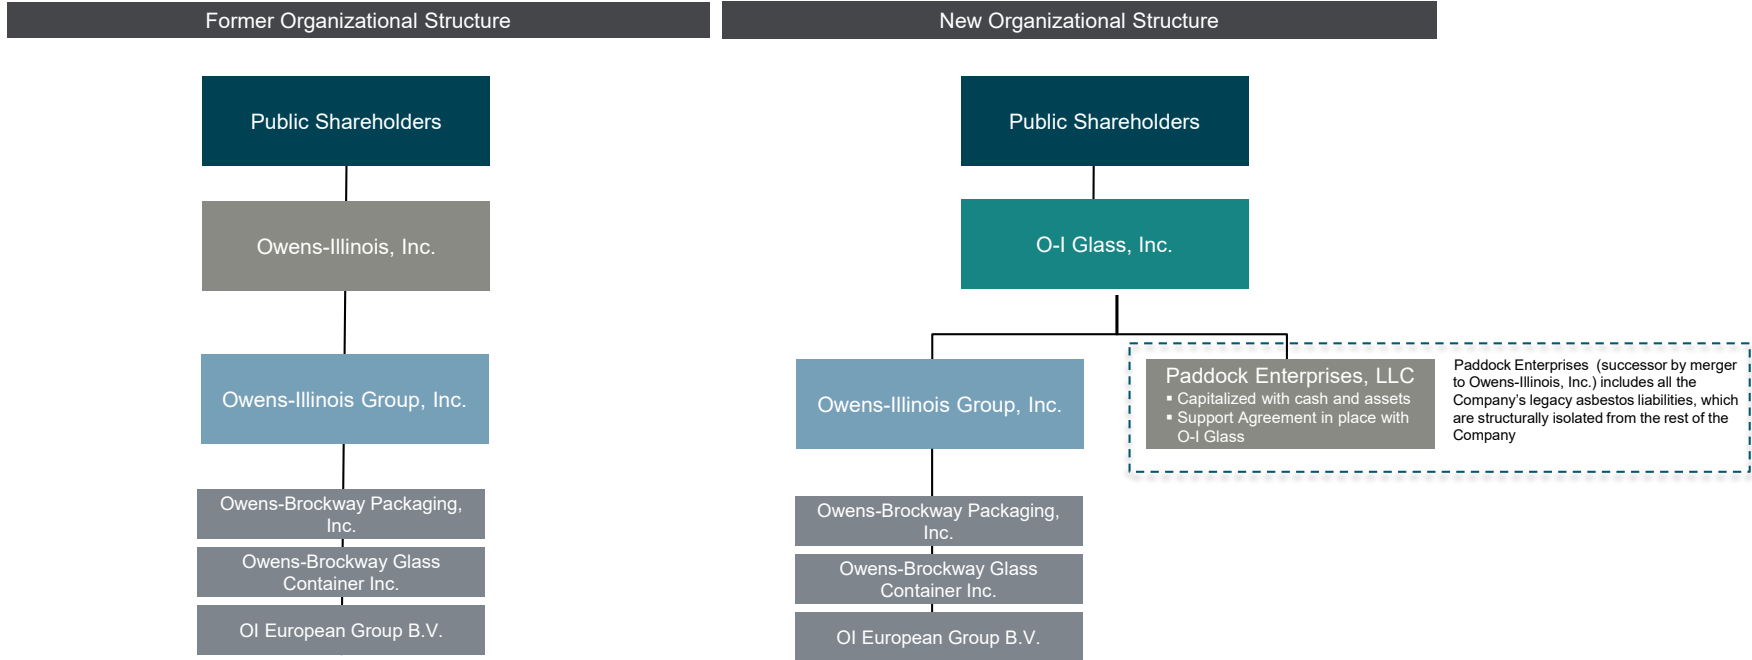 Former Organizational Structure
Public Shareholders
Owens-Illinois, Inc.
Owens-Illinois Group, Inc.
Owens-Brockway Packaging,
Inc.
Owens-Brockway Glass
Container Inc.
OI European Group B.V.
New Organizational Structure
Public Shareholders
O-I Glass, Inc.
Owens-Illinois Group, Inc.
Owens-Brockway Packaging,
Inc.
Owens-Brockway Glass
Container Inc.
OI European Group B.V.
Paddock Enterprises, LLC
▪ Capitalized with cash and assets
▪ Support Agreement in place with
O-I Glass
Paddock Enterprises (successor by merger
to Owens-Illinois, Inc.) includes all the
Company’s legacy asbestos liabilities, which
are structurally isolated from the rest of the
Company